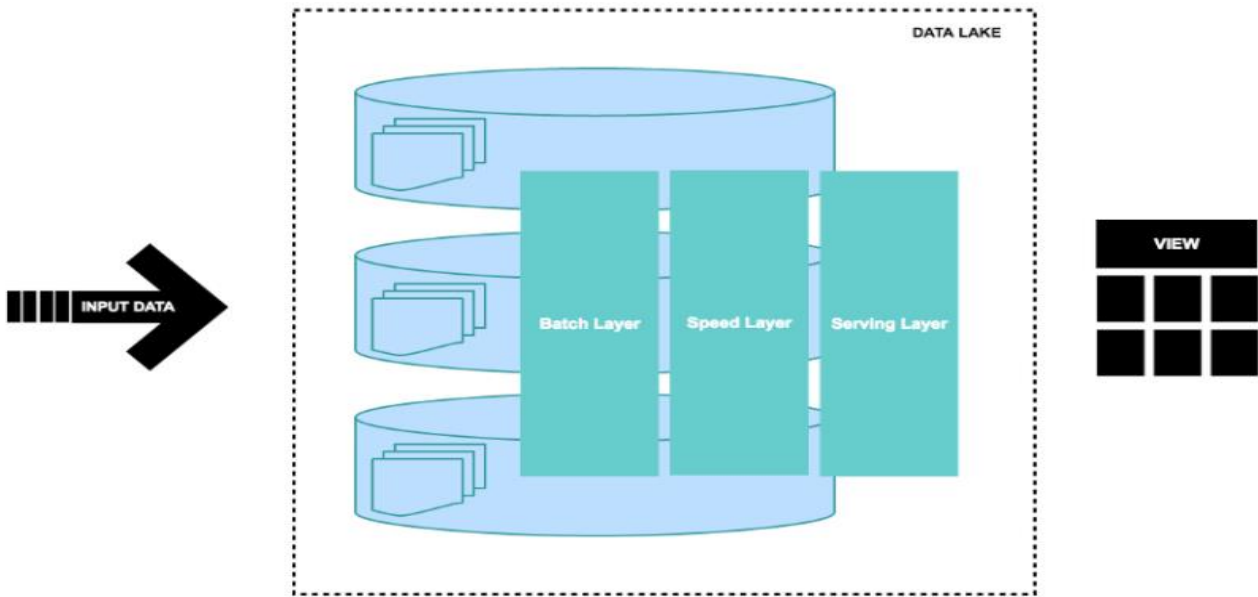 DATA LAKE
INPUT DATA
Batch Layer
Speed Layer
Serving Layer
VIEW